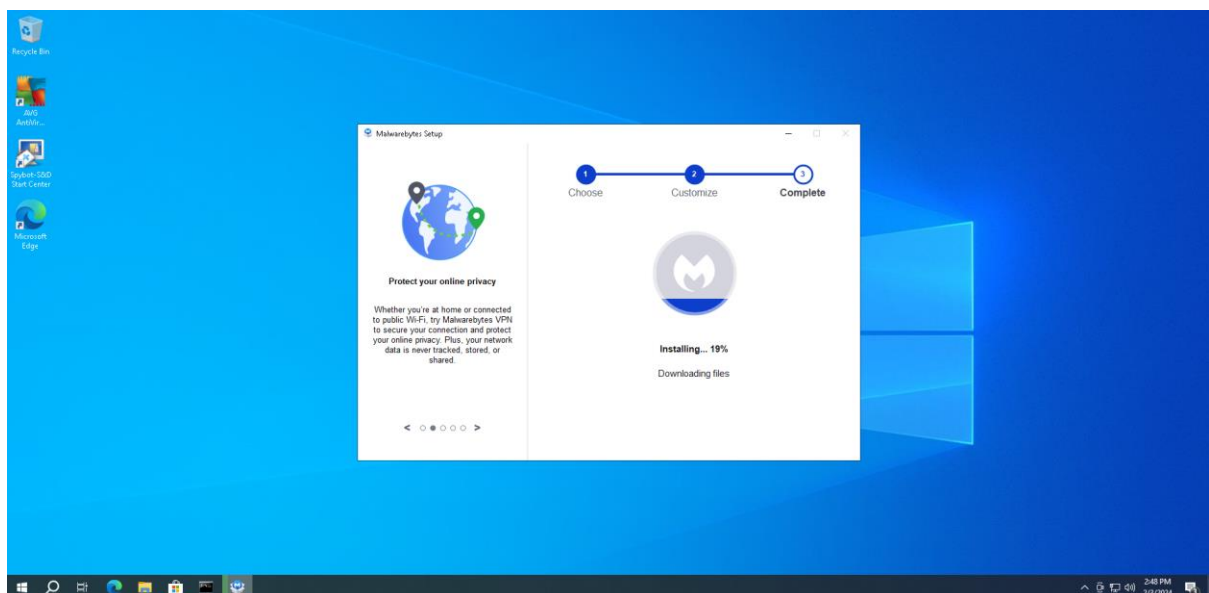 Recycle Bin
AVG
AntiVir...
Spybot-S&D
Start Center
Microsoft
Edge
Malwarebytes Setup
1
2
3
Choose
Customize
Complete
Protect your online privacy
Whether you're at home or connected
to public Wi-Fi, try Malwarebytes VPN
to secure your connection and protect
your online privacy. Plus, your network
data is never tracked, stored, or
shared.
Installing... 19%
Downloading files
2:48 PM